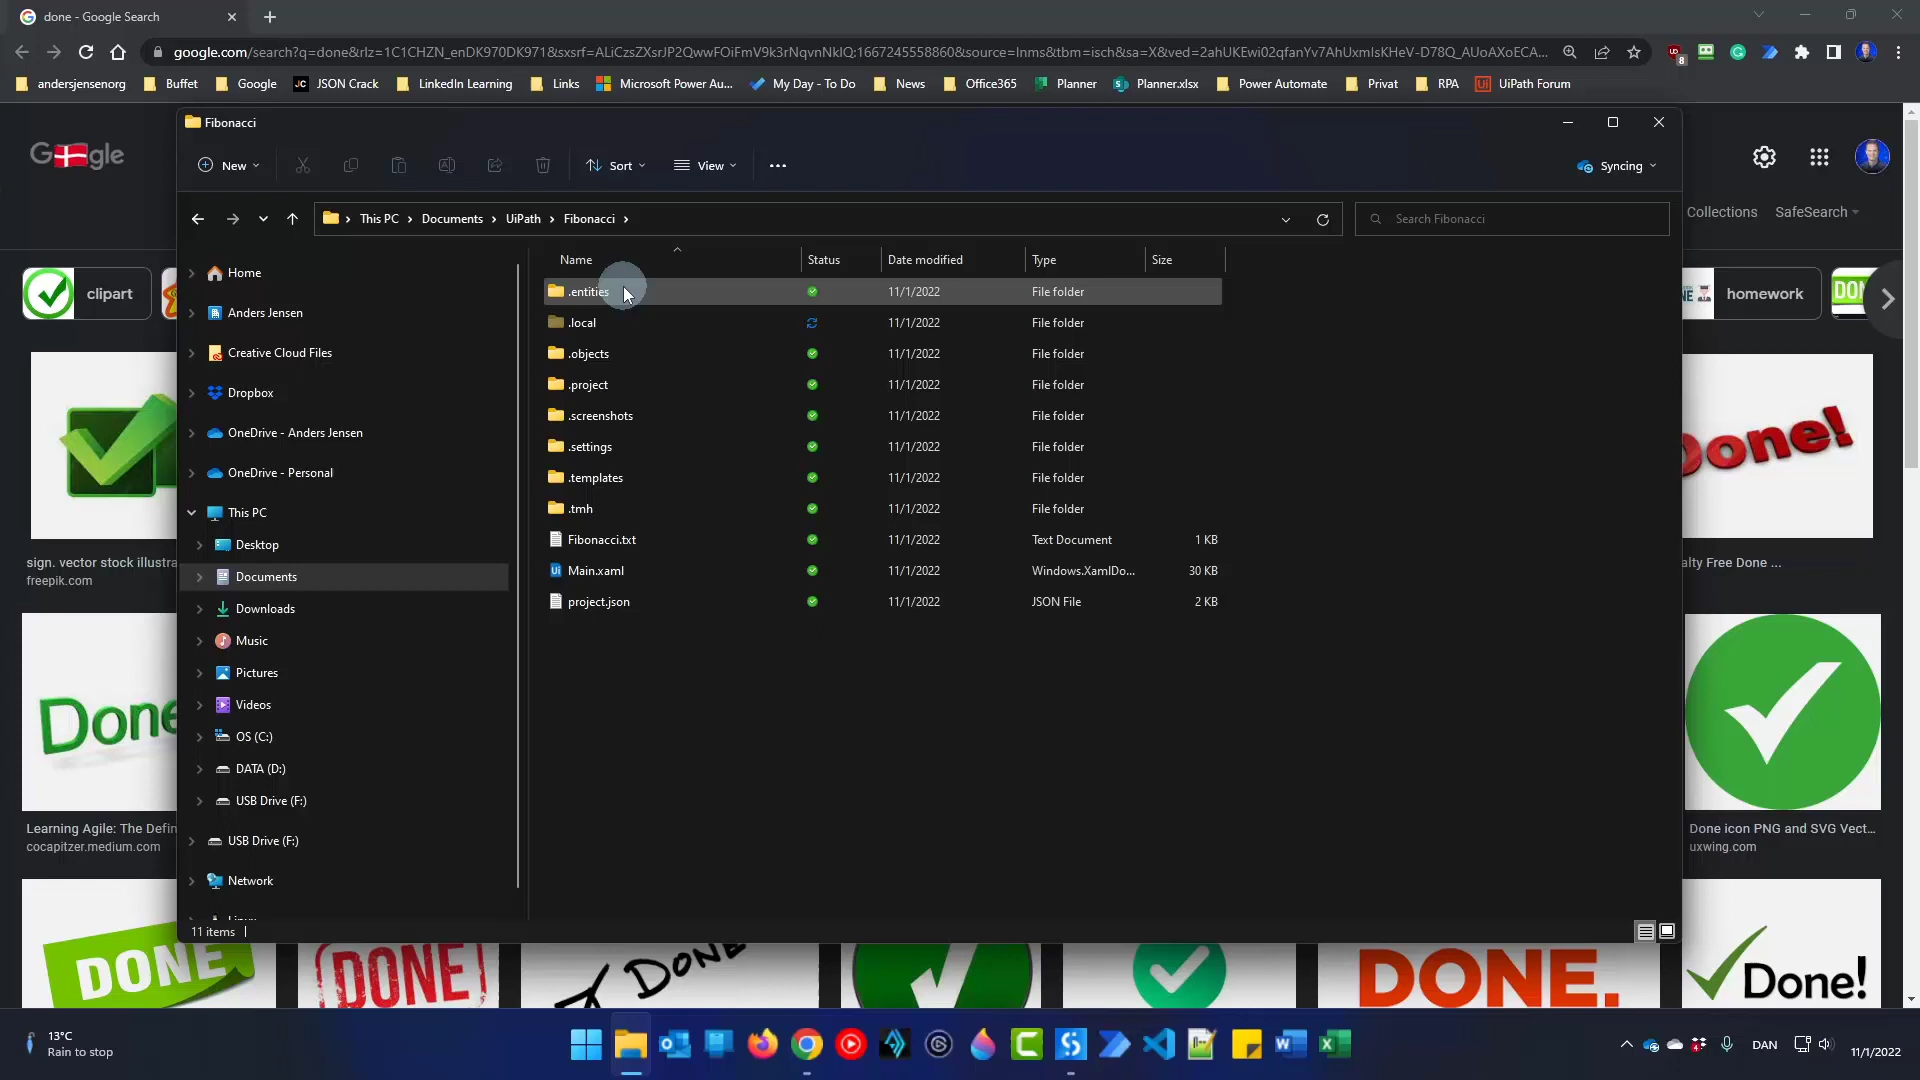 done - Google Search
google.com/search?q=done&rlz=1C1CHZN_enDK970DK971&sxsrf=ALiCzsZXsrJP2QwwFOiFmV9k3rNqvnNklQ:1667245558860&source=lnms&tbm=isch&sa=X&ved=2ahUKEwi02qfanYv7AhUxmIsKHeV-D78Q_AUoAXoECA...
8
andersjensenorg
Buffet
Google
JC
JSON Crack
LinkedIn Learning
Links
Microsoft Power Au...
My Day - To Do
News
Office365
Planner
Planner.xlsx
Power Automate
Privat
RPA
UiPath Forum
Fibonacci
New
Sort
View
Syncing
This PC
Documents
UiPath
Fibonacci
Search Fibonacci
Collections
SafeSearch
clipart
homework
Home
Anders Jensen
Creative Cloud Files
Dropbox
OneDrive - Anders Jensen
OneDrive - Personal
This PC
Desktop
Documents
Downloads
Music
Pictures
Videos
OS (C:)
DATA (D:)
USB Drive (F:)
USB Drive (F:)
Network
Name Status Date modified Type Size
.entities 11/1/2022 File folder
.local 11/1/2022 File folder
.objects 11/1/2022 File folder
.project 11/1/2022 File folder
.screenshots 11/1/2022 File folder
.settings 11/1/2022 File folder
.templates 11/1/2022 File folder
.tmh 11/1/2022 File folder
Fibonacci.txt 11/1/2022 Text Document 1 KB
Main.xaml 11/1/2022 Windows.XamlDo... 30 KB
project.json 11/1/2022 JSON File 2 KB
11 items
sign. vector stock illustra
freepik.com
Done
Learning Agile: The Defin
cocapitzer.medium.com
Done!
alty Free Done ...
Done icon PNG and SVG Vect...
uxwing.com
DONE
DONE
DONE
DONE.
Done!
13°C
Rain to stop
DAN
11/1/2022